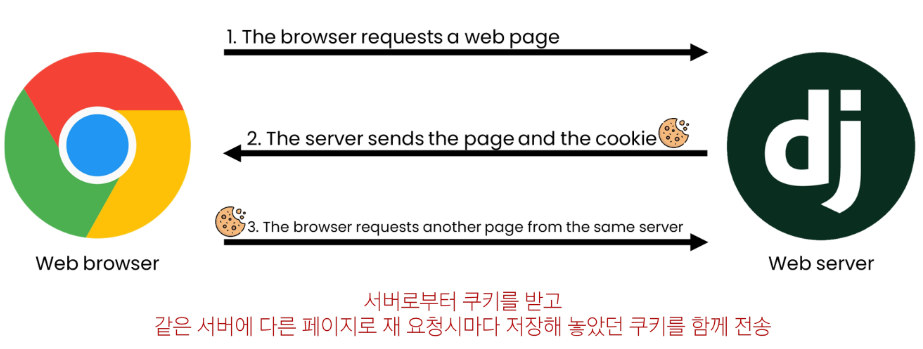 1. The browser requests a web page
2. The server sends the page and the cookie
3. The browser requests another page from the same server
dj
Web browser
Web server
서버로부터 쿠키를 받고
같은 서버에 다른 페이지로 재 요청시마다 저장해 놓았던 쿠키를 함께 전송